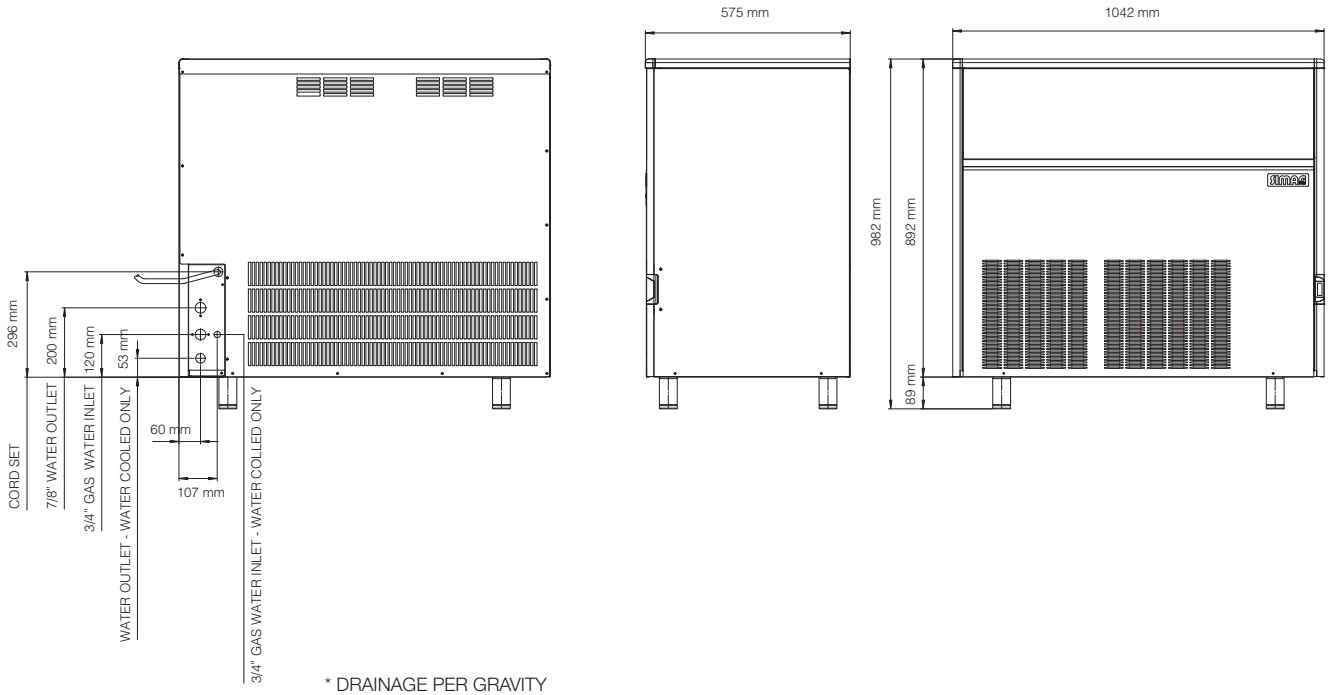 575 mm
1042 mm
SIMAG
982 mm
892 mm
89 mm
296 mm
200 mm
120 mm
53 mm
CORD SET
7/8" WATER OUTLET
3/4" GAS WATER INLET
WATER OUTLET - WATER COOLED ONLY
60 mm
107 mm
3/4" GAS WATER INLET - WATER COLLED ONLY
* DRAINAGE PER GRAVITY